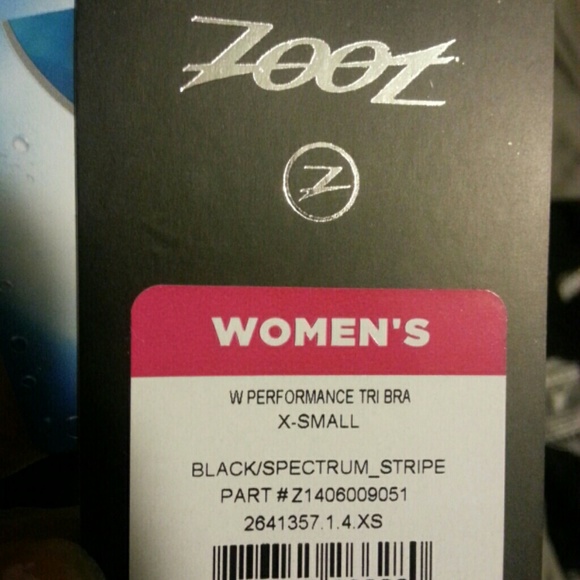 ZOOT
Z
WOMEN'S
W PERFORMANCE TRI BRA
X-SMALL
BLACK/SPECTRUM_STRIPE
PART # Z1406009051
2641357.1.4.XS